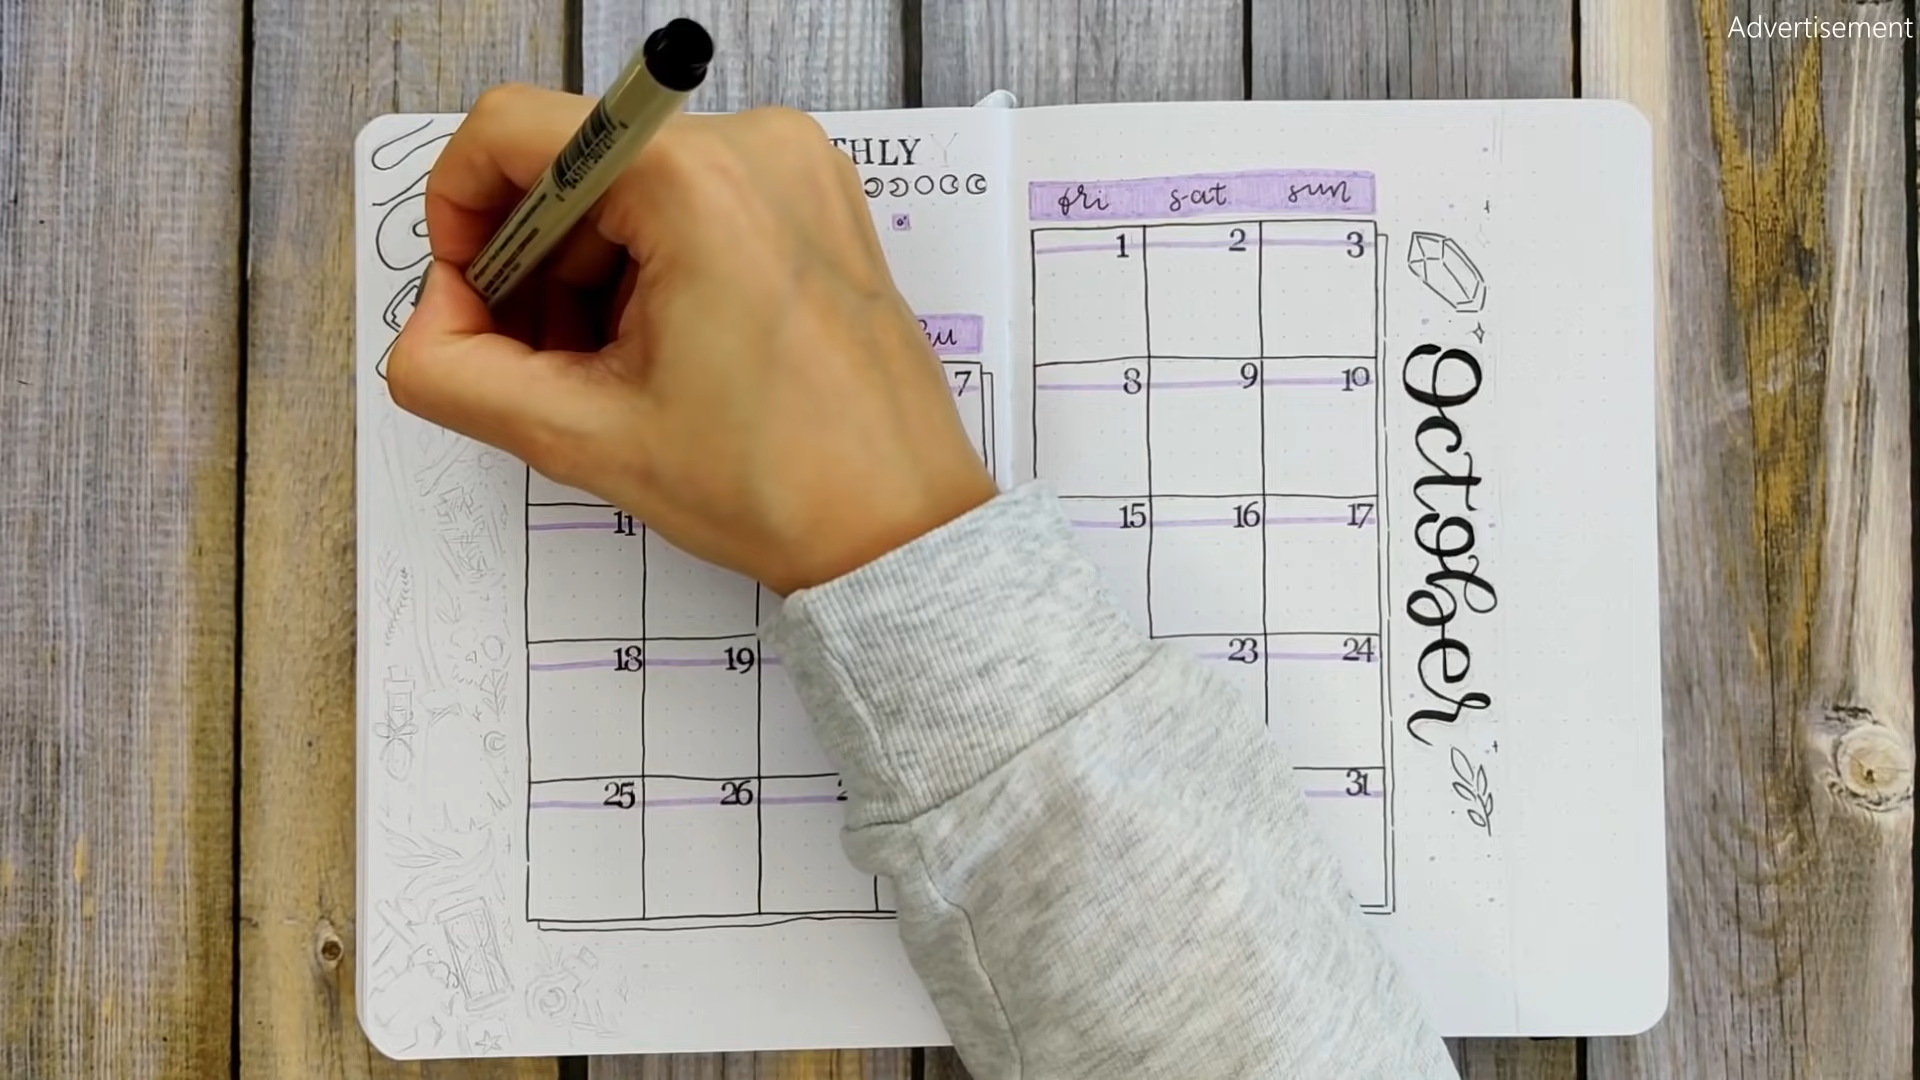 Advertisement
THLY
fri sat sun
1 2 3
7
8 9 10
11
15 16 17
18 19
23 24
25 26
31
October